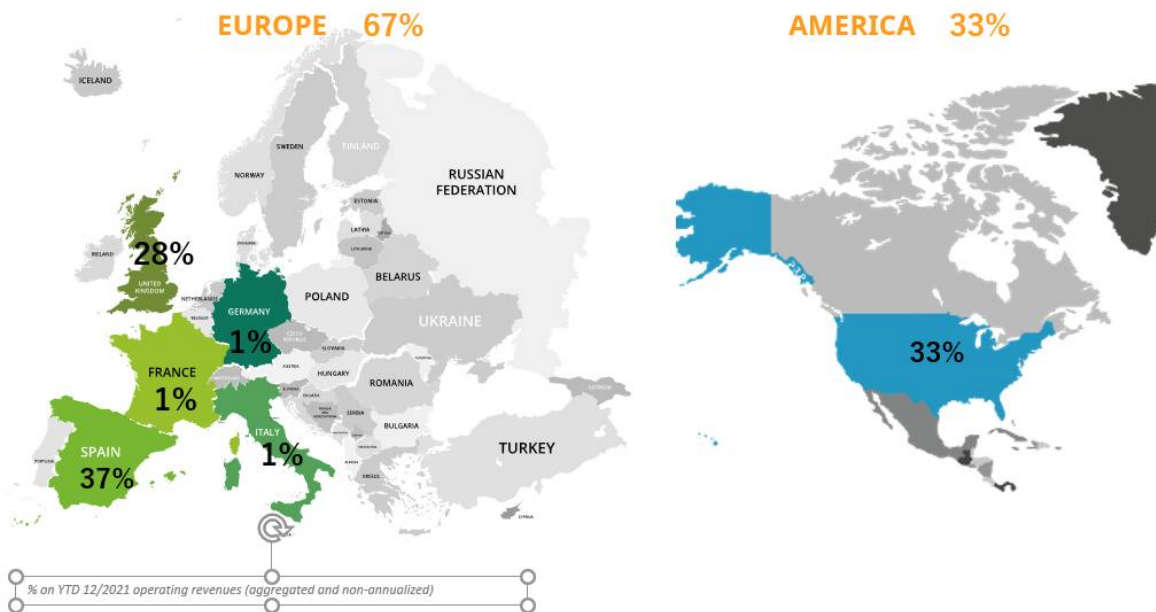 EUROPE 67%
AMERICA 33%
ICELAND
SWEDEN
FINLAND
NORWAY
RUSSIAN
FEDERATION
ESTONIA
LATVIA
LITHUANIA
IRELAND
28%
UNITED
KINGDOM
BELARUS
NETHERLANDS
POLAND
GERMANY
BELGIUM
UKRAINE
1%
CZECH
REPUBLIC
SLOVAKIA
33%
FRANCE
1%
AUSTRIA
HUNGARY
ROMANIA
CROATIA
SERBIA
BULGARIA
ITALY
1%
SPAIN
37%
PORTUGAL
TURKEY
GREECE
CYPRUS
% on YTD 12/2021 operating revenues (aggregated and non-annualized)